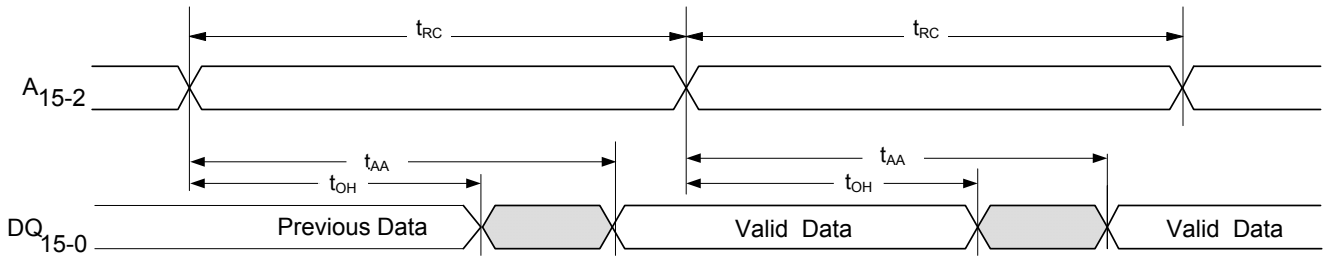 tRC tRC
A15-2
tAA tAA
tOH tOH
DQ15-0 Previous Data Valid Data Valid Data